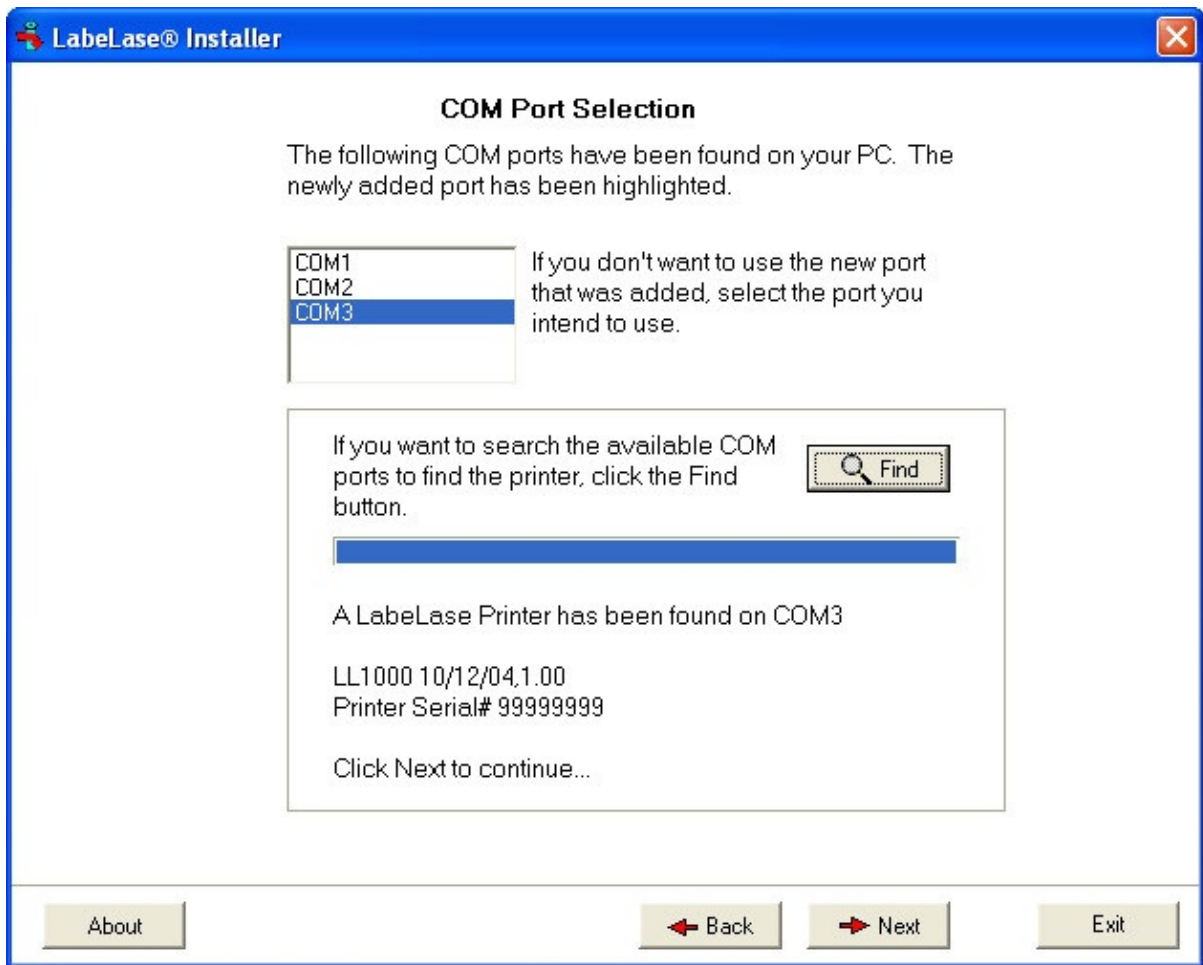 LabeLase® Installer
COM Port Selection
The following COM ports have been found on your PC. The
newly added port has been highlighted.
COM1
COM2
COM3
If you don't want to use the new port
that was added, select the port you
intend to use.
If you want to search the available COM
ports to find the printer, click the Find
button.
Find
A LabeLase Printer has been found on COM3
LL1000 10/12/04,1.00
Printer Serial# 99999999
Click Next to continue...
About
Back
Next
Exit